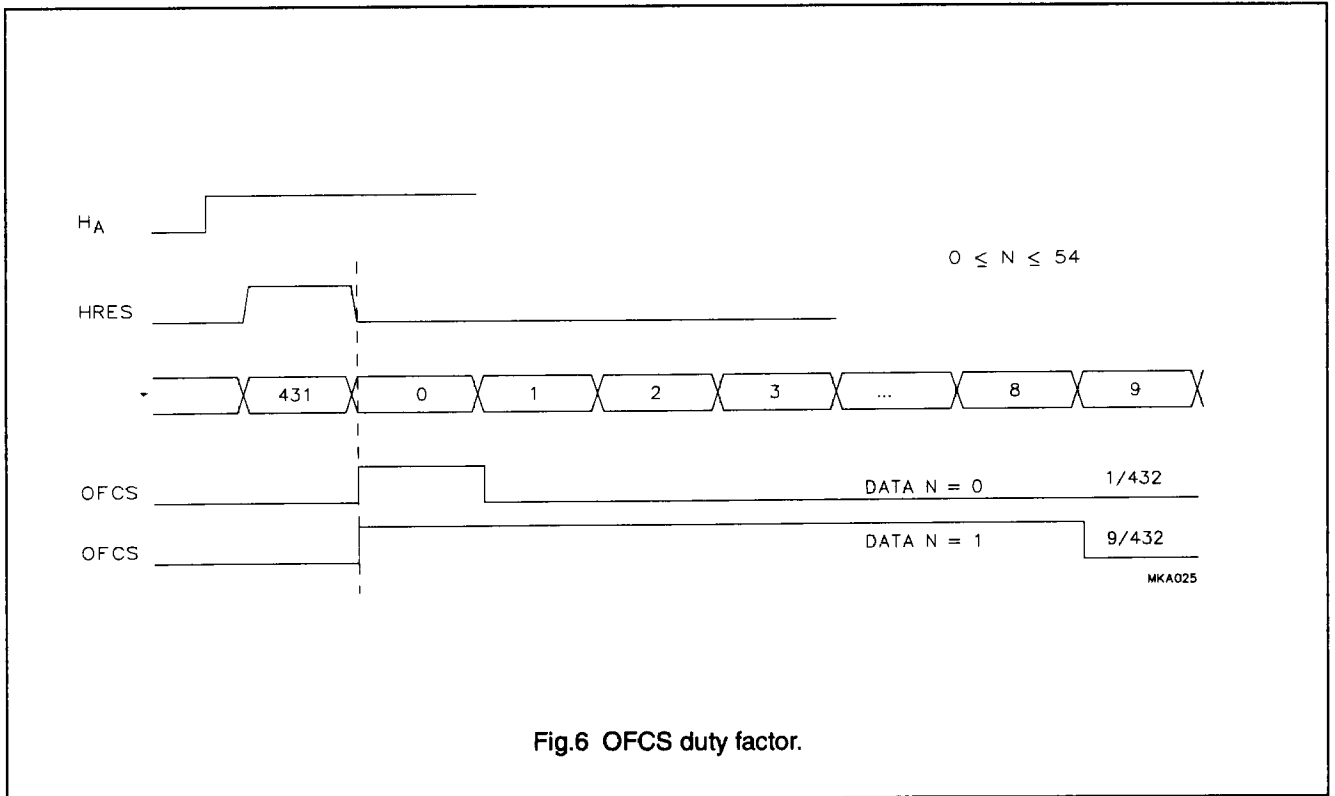 HA
0 ≤ N ≤ 54
HRES
431 0 1 2 3 ... 8 9
OFCS DATA N = 0 1/432
OFCS DATA N = 1 9/432
MKA025
Fig.6 OFCS duty factor.